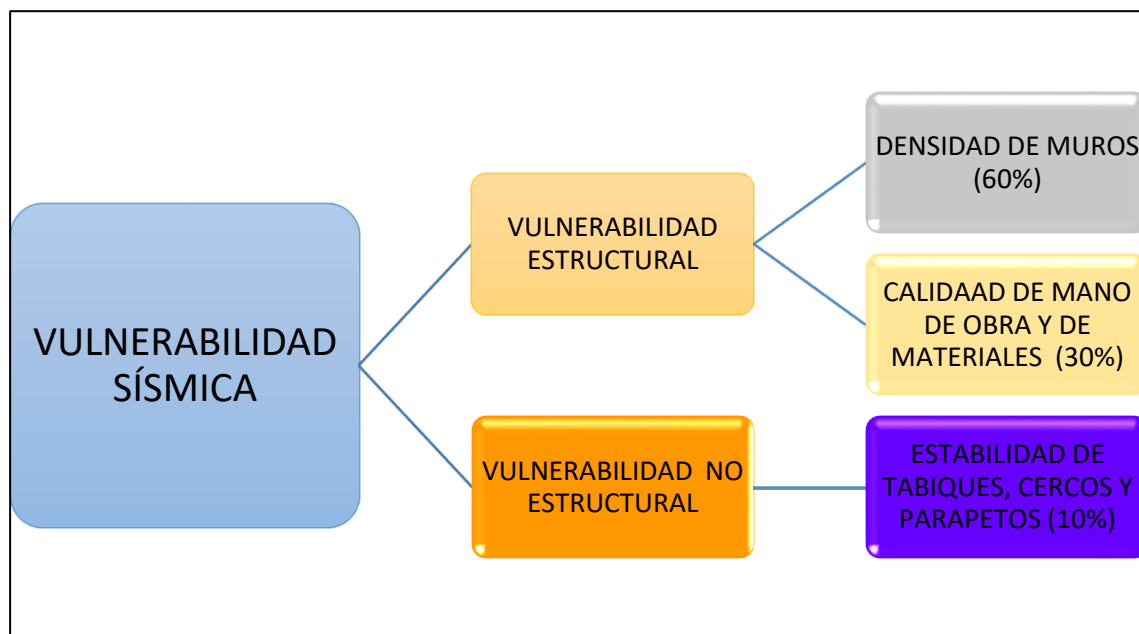 VULNERABILIDAD
SÍSMICA
VULNERABILIDAD
ESTRUCTURAL
VULNERABILIDAD NO
ESTRUCTURAL
DENSIDAD DE MUROS
(60%)
CALIDAAD DE MANO
DE OBRA Y DE
MATERIALES (30%)
ESTABILIDAD DE
TABIQUES, CERCOS Y
PARAPETOS (10%)